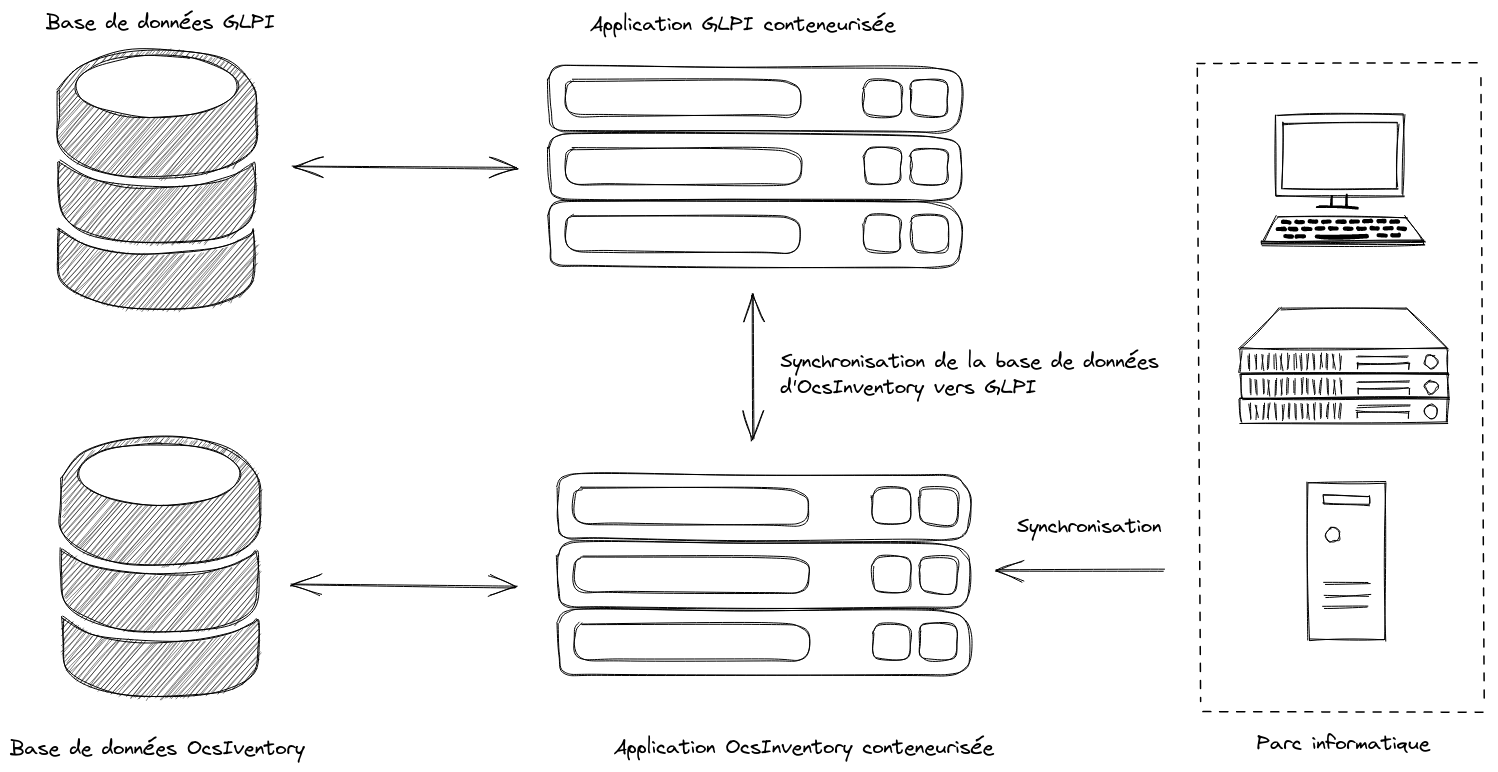 Base de données GLPI
Application GLPI conteneurisée
Synchronisation de la base de données
d'OcsInventory vers GLPI
Synchronisation
Base de données OcsIventory
Application OcsInventory conteneurisée
Parc informatique